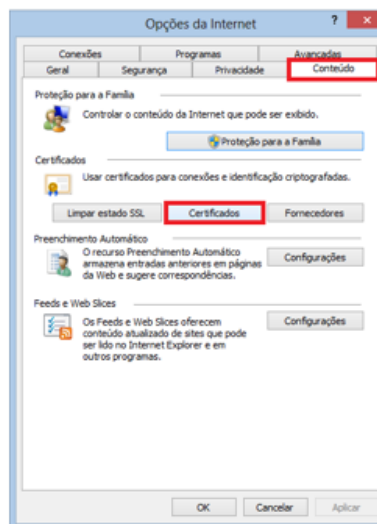 Opções da Internet
?
x
Conexões Programas Avançadas
Geral Segurança Privacidade Conteúdo
Proteção para a Família
Controlar o conteúdo da Internet que pode ser exibido.
Proteção para a Família
Certificados
Usar certificados para conexões e identificação criptografadas.
Limpar estado SSL Certificados Fornecedores
Preenchimento Automático
O recurso Preenchimento Automático
armazena entradas anteriores em páginas
da Web e sugere correspondências.
Configurações
Feeds e Web Slices
Os Feeds e Web Slices oferecem
conteúdo atualizado de sites que pode
ser lido no Internet Explorer e em
outros programas.
Configurações
OK Cancelar Aplicar